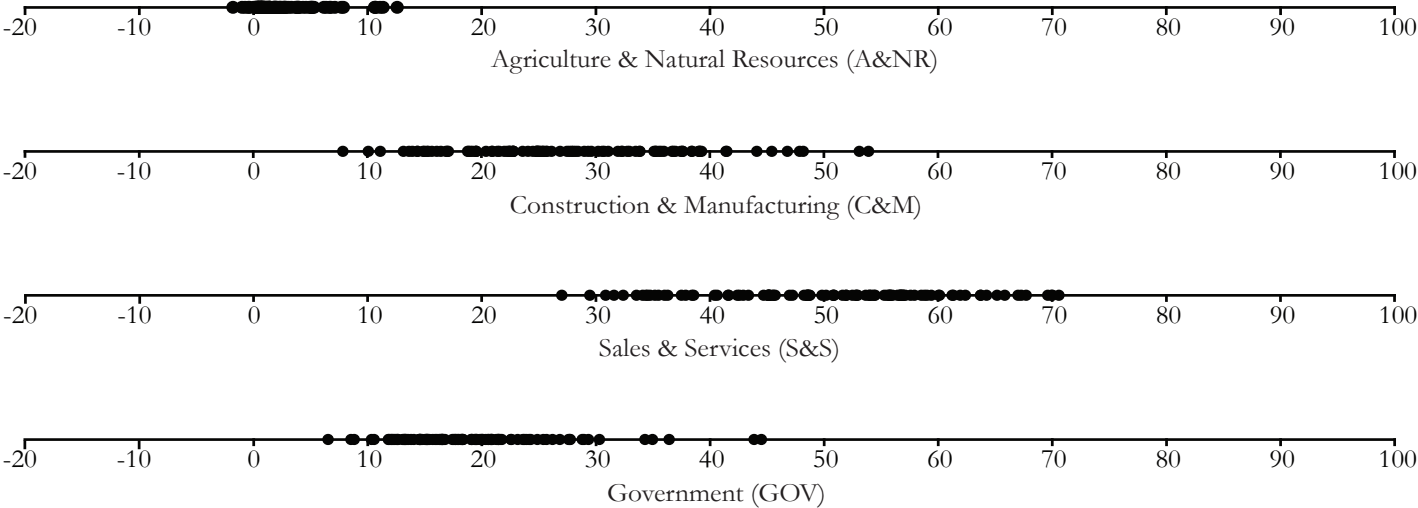 -20 -10 0 10 20 30 40 50 60 70 80 90 100
Agriculture & Natural Resources (A&NR)
-20 -10 0 10 20 30 40 50 60 70 80 90 100
Construction & Manufacturing (C&M)
-20 -10 0 10 20 30 40 50 60 70 80 90 100
Sales & Services (S&S)
-20 -10 0 10 20 30 40 50 60 70 80 90 100
Government (GOV)